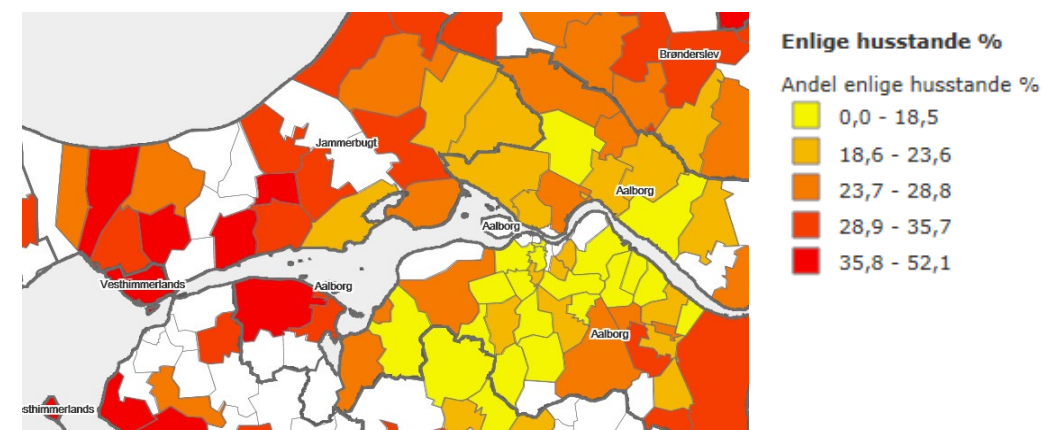 Brønderslev
Jammerbugt
Aalborg
Aalborg
Vesthimmerlands
Aalborg
Aalborg
esthimmerlands
Enlige husstande %
Andel enlige husstande %
0,0 - 18,5
18,6 - 23,6
23,7 - 28,8
28,9 - 35,7
35,8 - 52,1